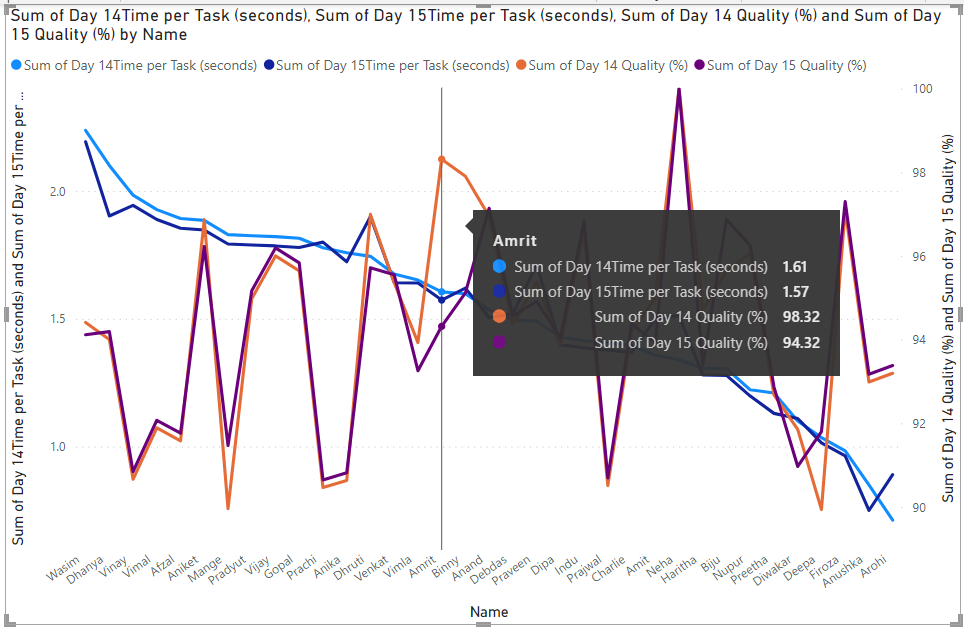 Sum of Day 14Time per Task (seconds), Sum of Day 15Time per Task (seconds), Sum of Day 14 Quality (%) and Sum of Day
15 Quality (%) by Name
Sum of Day 14Time per Task (seconds) Sum of Day 15Time per Task (seconds) Sum of Day 14 Quality (%) Sum of Day 15 Quality (%)
Sum of Day 14Time per Task (seconds) and Sum of Day 15Time per ...
2.0
1.5
1.0
100
98
96
94
92
90
Sum of Day 14 Quality (%) and Sum of Day 15 Quality (%)
Amrit
Sum of Day 14Time per Task (seconds) 1.61
Sum of Day 15Time per Task (seconds) 1.57
Sum of Day 14 Quality (%) 98.32
Sum of Day 15 Quality (%) 94.32
Wasim Dhanya Vinay Vimal Afzal Aniket Mange Pradyut Vijay Gopal Prachi Anika Dhruti Venkat Vimla Amrit Binny Anand Debdas Praveen Dipa Indu Prajwal Charlie Amit Neha Haritha Biju Nupur Preetha Diwakar Deepa Firoza Anushka Arohi
Name